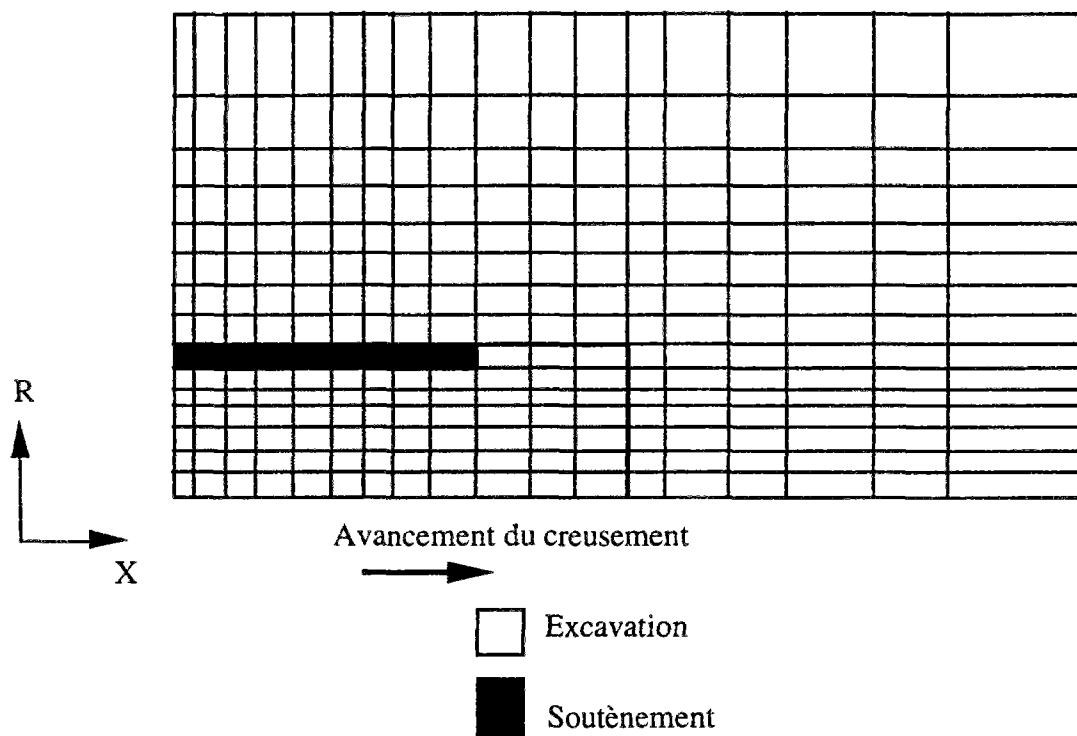 R
X
Avancement du creusement
Excavation
Soutènement